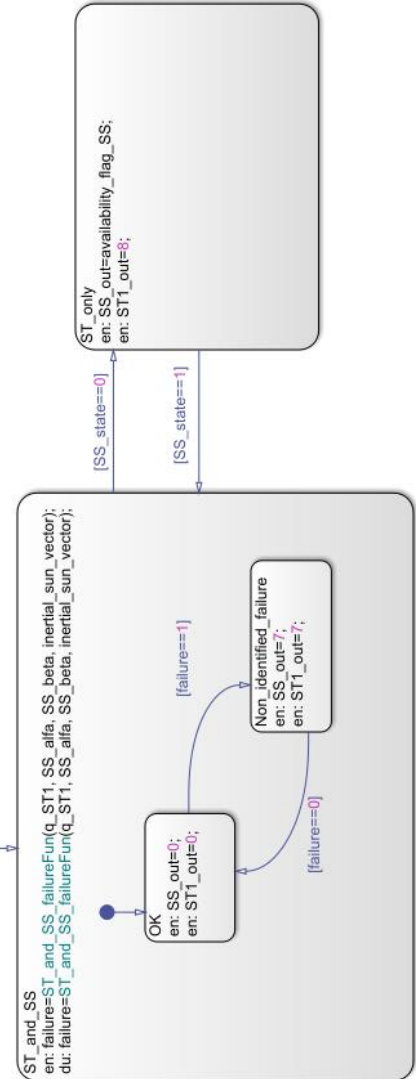 ST_and_SS
en: failure=ST_and_SS_failureFun(q_ST1, SS_alfa, SS_beta, inertial_sun_vector);
du: failure=ST_and_SS_failureFun(q_ST1, SS_alfa, SS_beta, inertial_sun_vector);
OK
en: SS_out=0;
en: ST1_out=0;
[failure==1]
Non_identified_failure
en: SS_out=7;
en: ST1_out=7;
[failure==0]
[SS_state==0]
[SS_state==1]
ST_only
en: SS_out=availability_flag_SS;
en: ST1_out=8;